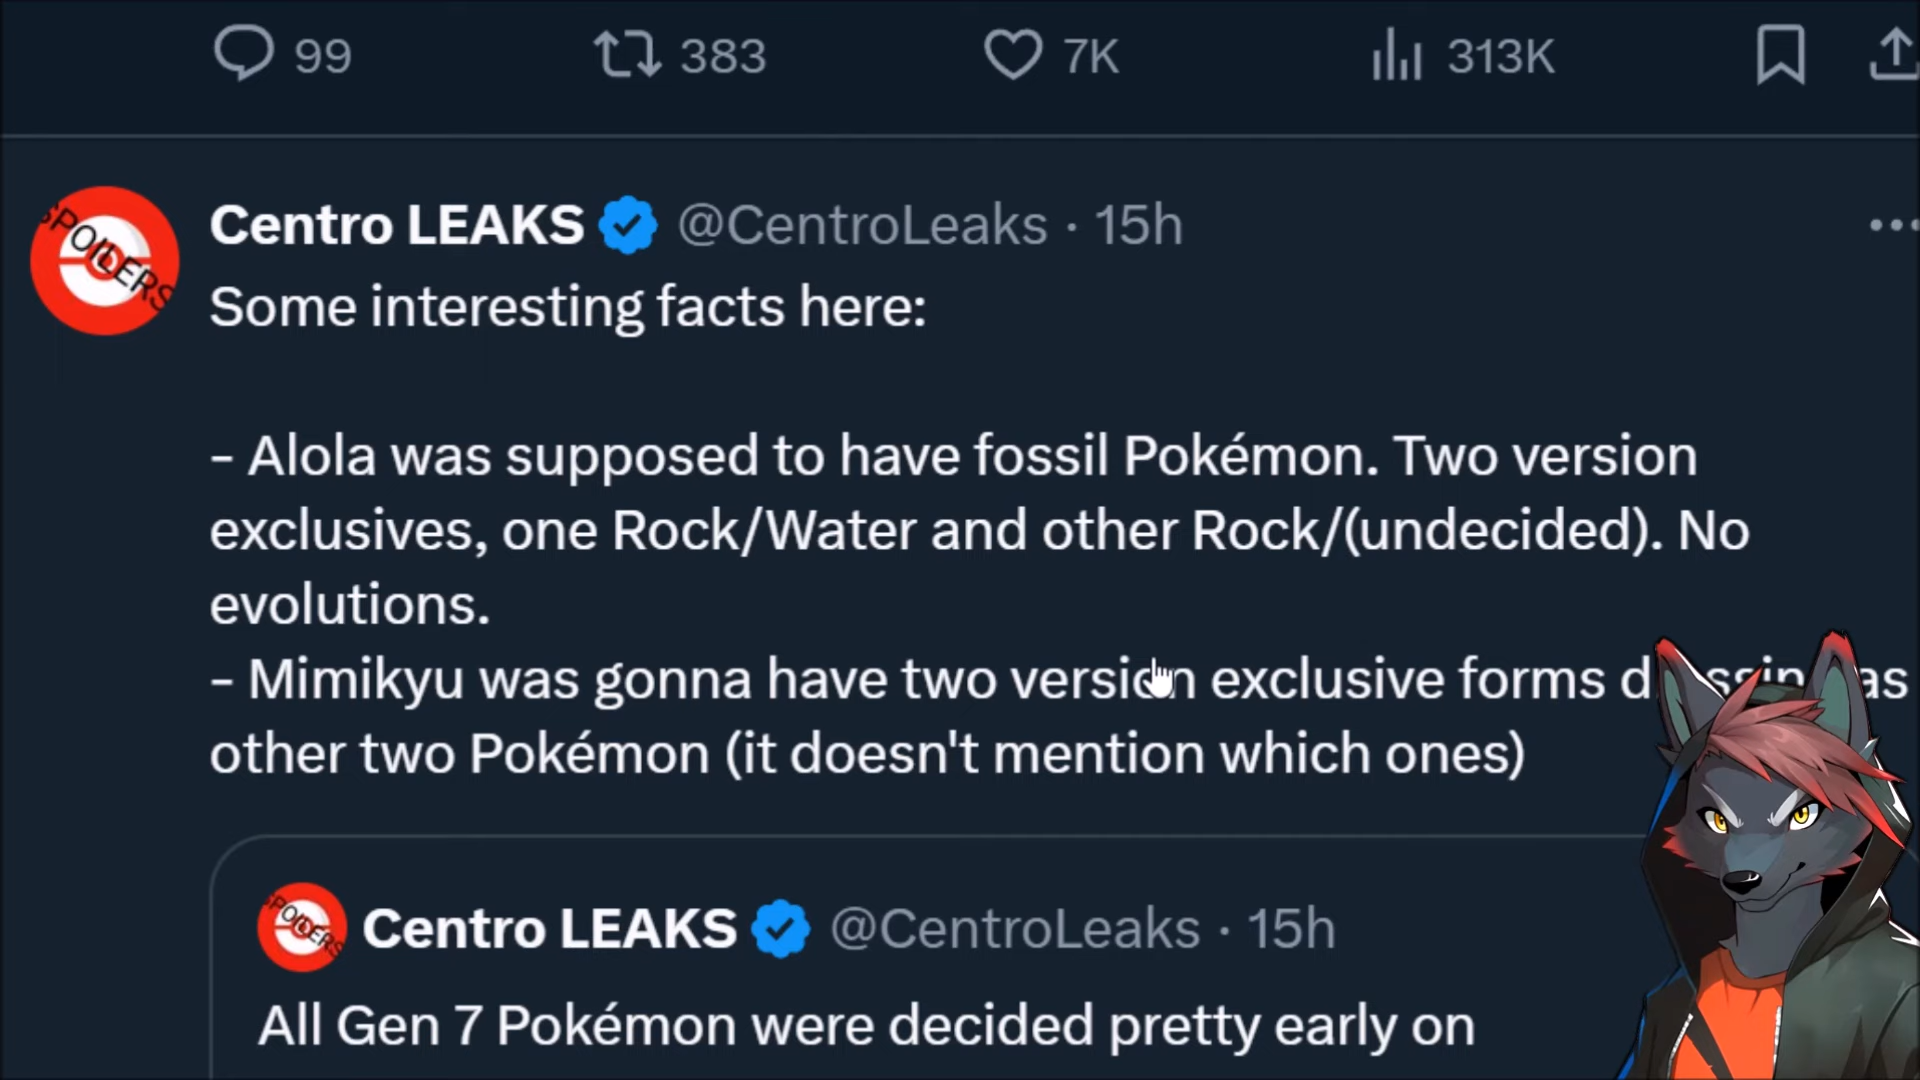 99 383 7K 313K
SPOILERS
Centro LEAKS @CentroLeaks · 15h
Some interesting facts here:
- Alola was supposed to have fossil Pokémon. Two version
exclusives, one Rock/Water and other Rock/(undecided). No
evolutions.
- Mimikyu was gonna have two version exclusive forms as
other two Pokémon (it doesn't mention which ones)
SPOILERS
Centro LEAKS @CentroLeaks · 15h
All Gen 7 Pokémon were decided pretty early on